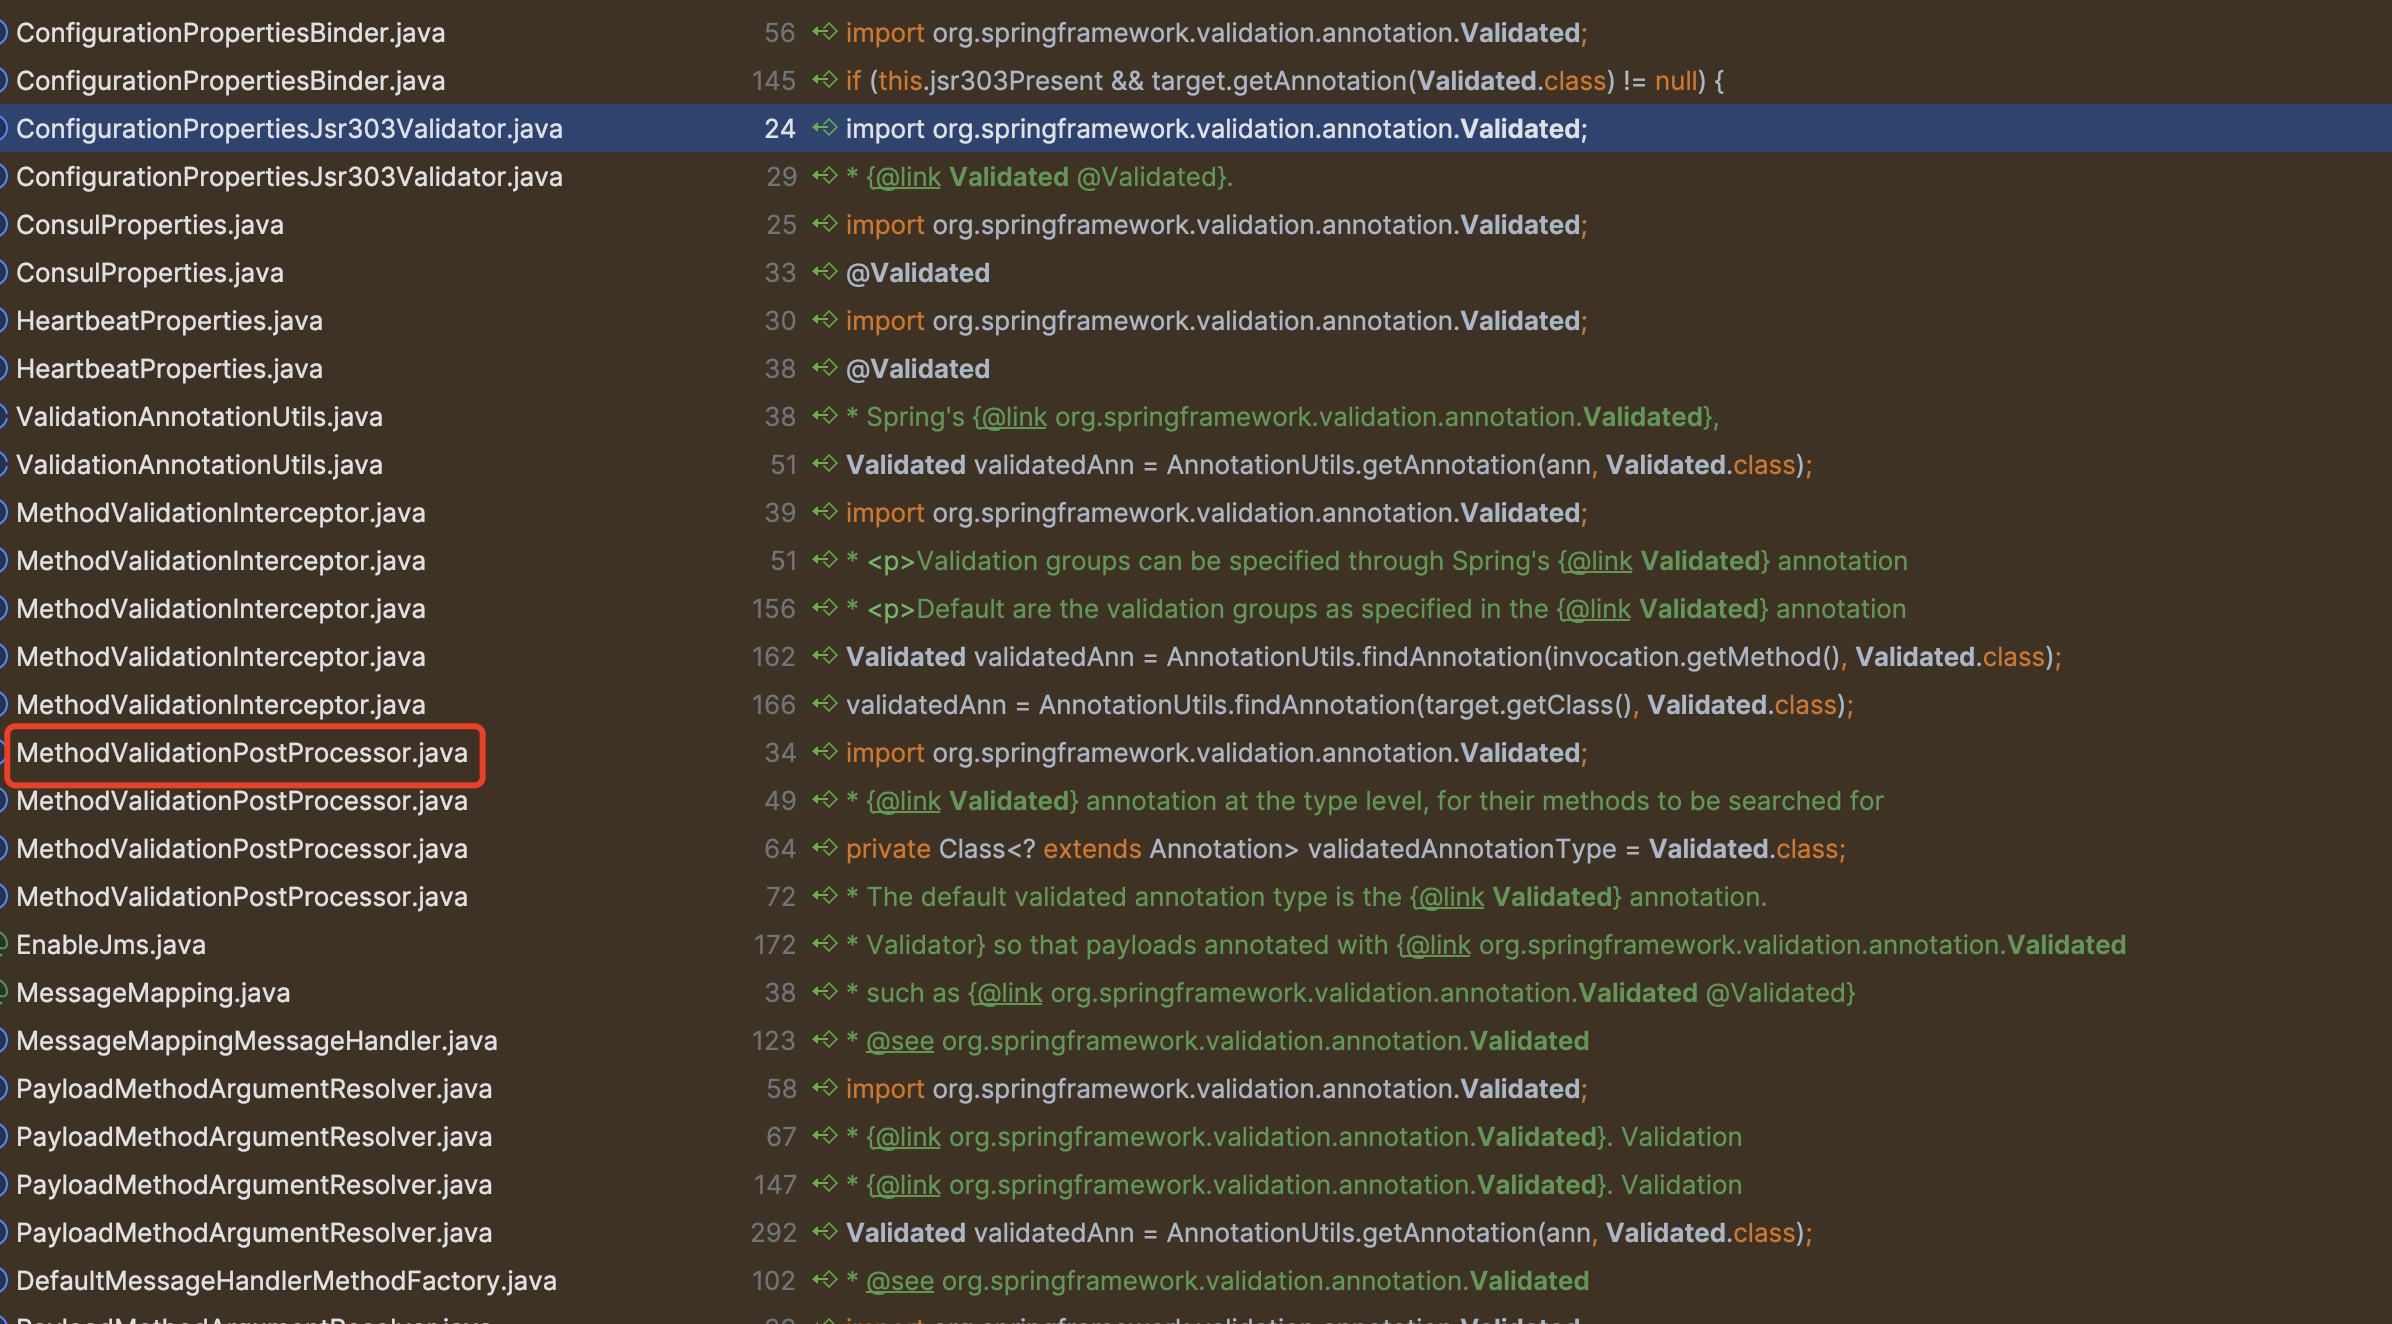 ConfigurationPropertiesBinder.java 56 import org.springframework.validation.annotation.Validated;
ConfigurationPropertiesBinder.java 145 if (this.jsr303Present && target.getAnnotation(Validated.class) != null) {
ConfigurationPropertiesJsr303Validator.java 24 import org.springframework.validation.annotation.Validated;
ConfigurationPropertiesJsr303Validator.java 29 * {@link Validated @Validated}.
ConsulProperties.java 25 import org.springframework.validation.annotation.Validated;
ConsulProperties.java 33 @Validated
HeartbeatProperties.java 30 import org.springframework.validation.annotation.Validated;
HeartbeatProperties.java 38 @Validated
ValidationAnnotationUtils.java 38 * Spring's {@link org.springframework.validation.annotation.Validated},
ValidationAnnotationUtils.java 51 Validated validatedAnn = AnnotationUtils.getAnnotation(ann, Validated.class);
MethodValidationInterceptor.java 39 import org.springframework.validation.annotation.Validated;
MethodValidationInterceptor.java 51 * <p>Validation groups can be specified through Spring's {@link Validated} annotation
MethodValidationInterceptor.java 156 * <p>Default are the validation groups as specified in the {@link Validated} annotation
MethodValidationInterceptor.java 162 Validated validatedAnn = AnnotationUtils.findAnnotation(invocation.getMethod(), Validated.class);
MethodValidationInterceptor.java 166 validatedAnn = AnnotationUtils.findAnnotation(target.getClass(), Validated.class);
MethodValidationPostProcessor.java 34 import org.springframework.validation.annotation.Validated;
MethodValidationPostProcessor.java 49 * {@link Validated} annotation at the type level, for their methods to be searched for
MethodValidationPostProcessor.java 64 private Class<? extends Annotation> validatedAnnotationType = Validated.class;
MethodValidationPostProcessor.java 72 * The default validated annotation type is the {@link Validated} annotation.
EnableJms.java 172 * Validator} so that payloads annotated with {@link org.springframework.validation.annotation.Validated
MessageMapping.java 38 * such as {@link org.springframework.validation.annotation.Validated @Validated}
MessageMappingMessageHandler.java 123 * @see org.springframework.validation.annotation.Validated
PayloadMethodArgumentResolver.java 58 import org.springframework.validation.annotation.Validated;
PayloadMethodArgumentResolver.java 67 * {@link org.springframework.validation.annotation.Validated}. Validation
PayloadMethodArgumentResolver.java 147 * {@link org.springframework.validation.annotation.Validated}. Validation
PayloadMethodArgumentResolver.java 292 Validated validatedAnn = AnnotationUtils.getAnnotation(ann, Validated.class);
DefaultMessageHandlerMethodFactory.java 102 * @see org.springframework.validation.annotation.Validated